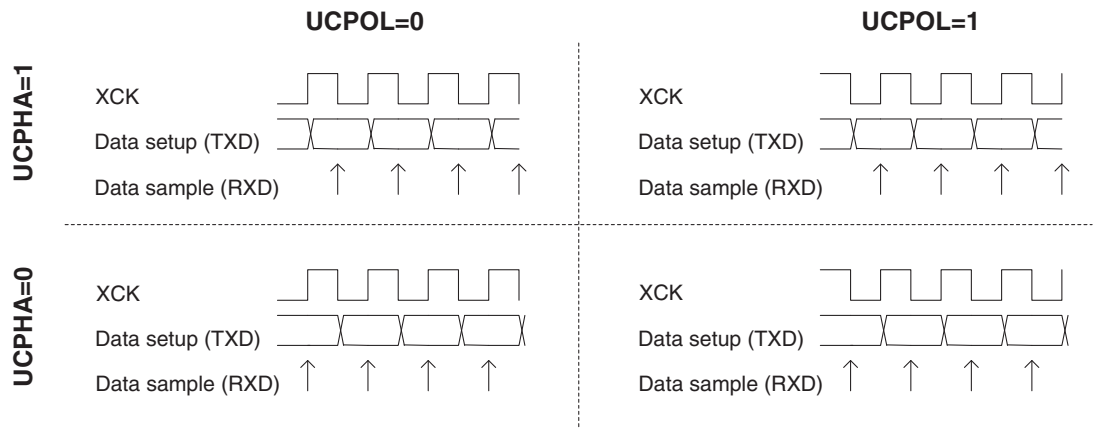 UCPOL=0
UCPOL=1
UCPHA=1
XCK
Data setup (TXD)
Data sample (RXD)
XCK
Data setup (TXD)
Data sample (RXD)
UCPHA=0
XCK
Data setup (TXD)
Data sample (RXD)
XCK
Data setup (TXD)
Data sample (RXD)